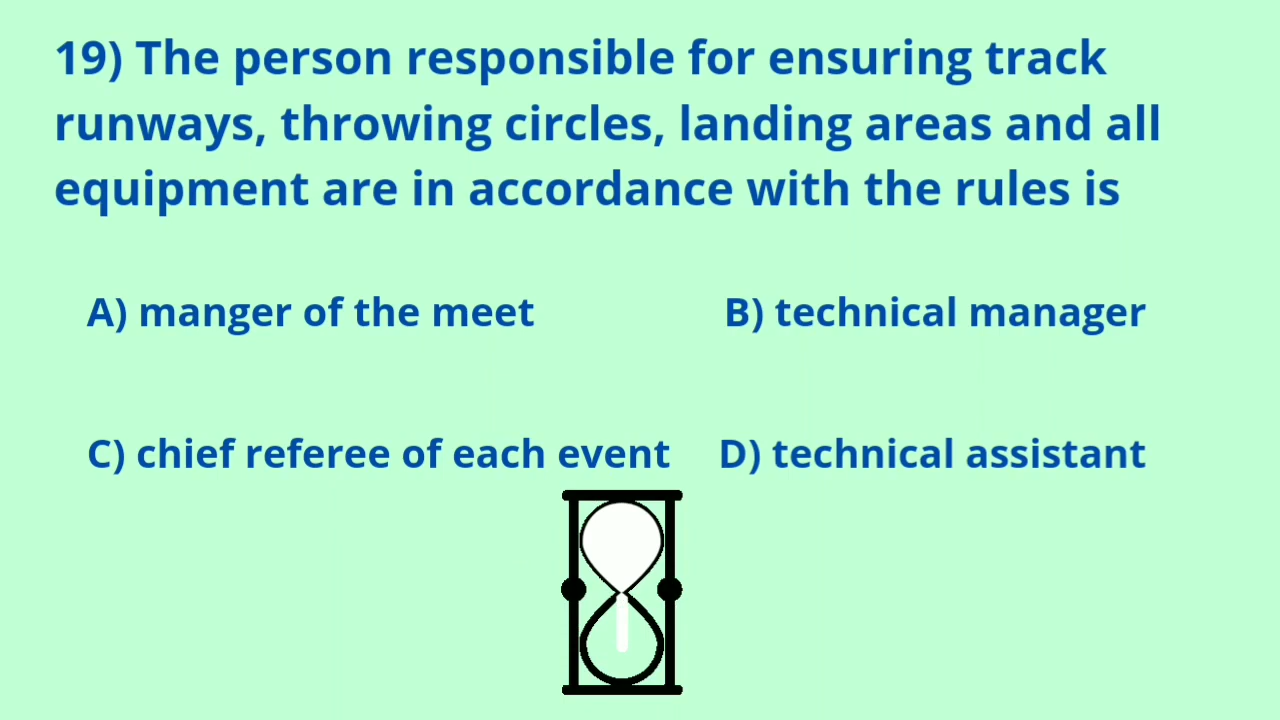 19) The person responsible for ensuring track
runways, throwing circles, landing areas and all
equipment are in accordance with the rules is
A) manger of the meet
B) technical manager
C) chief referee of each event
D) technical assistant